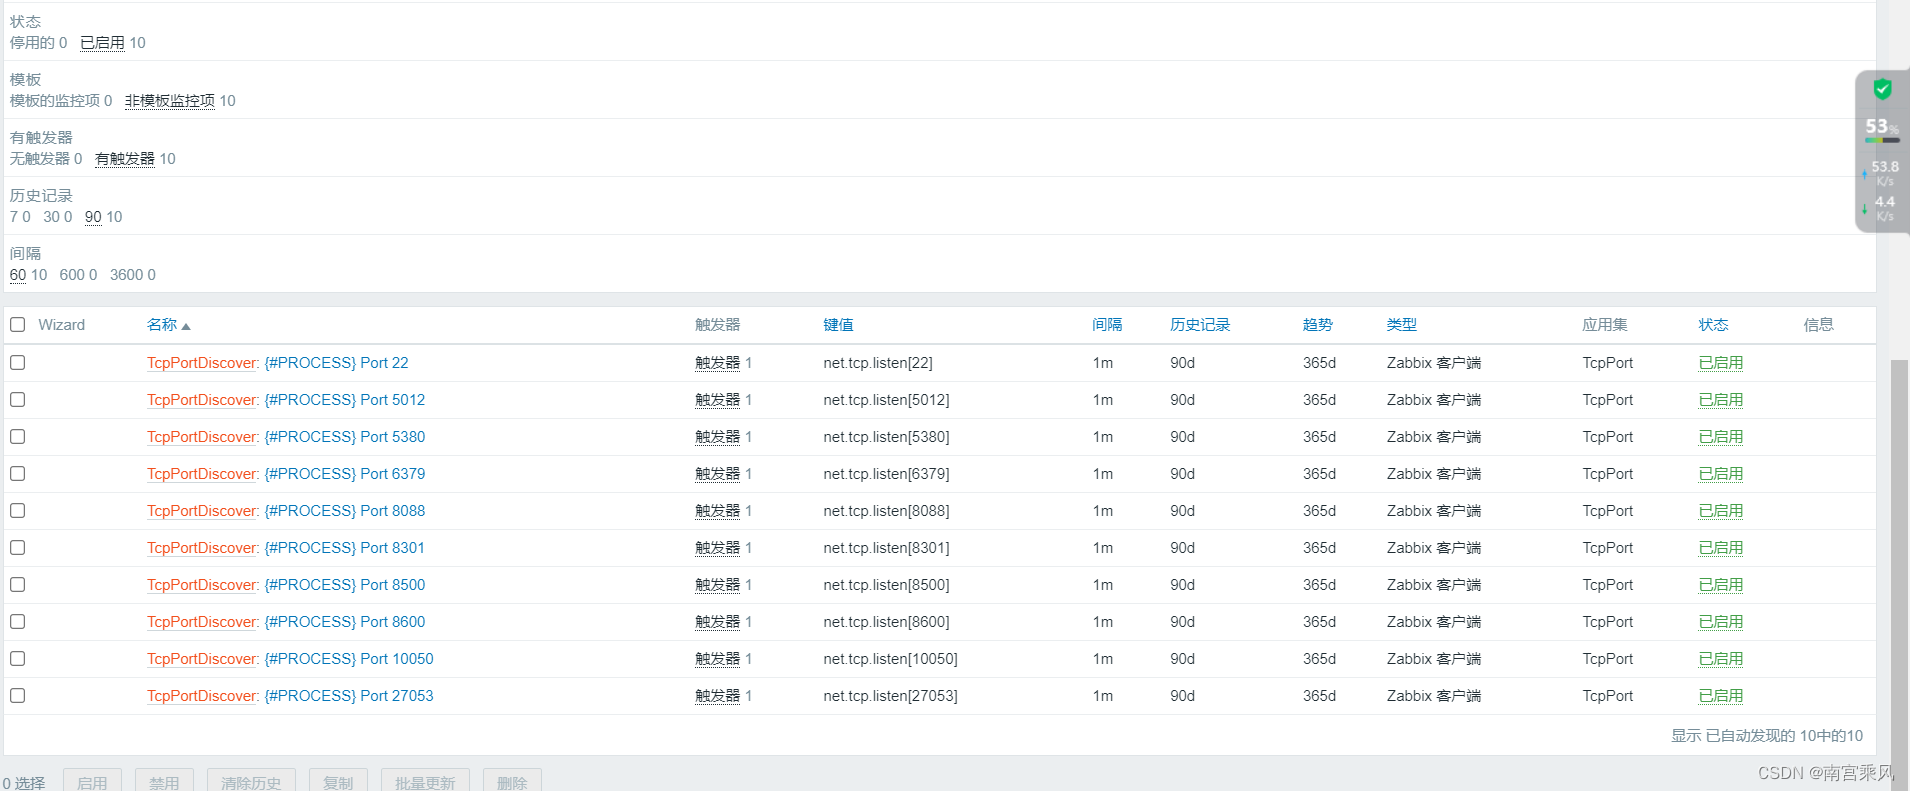 状态
停用的 0 已启用 10
模板
模板的监控项 0 非模板监控项 10
有触发器
无触发器 0 有触发器 10
历史记录
7 0 30 0 90 10
间隔
60 10 600 0 3600 0
53%
53.8
K/s
4.4
K/s
Wizard 名称 触发器 键值 间隔 历史记录 趋势 类型 应用集 状态 信息
TcpPortDiscover: {#PROCESS} Port 22 触发器 1 net.tcp.listen[22] 1m 90d 365d Zabbix 客户端 TcpPort 已启用
TcpPortDiscover: {#PROCESS} Port 5012 触发器 1 net.tcp.listen[5012] 1m 90d 365d Zabbix 客户端 TcpPort 已启用
TcpPortDiscover: {#PROCESS} Port 5380 触发器 1 net.tcp.listen[5380] 1m 90d 365d Zabbix 客户端 TcpPort 已启用
TcpPortDiscover: {#PROCESS} Port 6379 触发器 1 net.tcp.listen[6379] 1m 90d 365d Zabbix 客户端 TcpPort 已启用
TcpPortDiscover: {#PROCESS} Port 8088 触发器 1 net.tcp.listen[8088] 1m 90d 365d Zabbix 客户端 TcpPort 已启用
TcpPortDiscover: {#PROCESS} Port 8301 触发器 1 net.tcp.listen[8301] 1m 90d 365d Zabbix 客户端 TcpPort 已启用
TcpPortDiscover: {#PROCESS} Port 8500 触发器 1 net.tcp.listen[8500] 1m 90d 365d Zabbix 客户端 TcpPort 已启用
TcpPortDiscover: {#PROCESS} Port 8600 触发器 1 net.tcp.listen[8600] 1m 90d 365d Zabbix 客户端 TcpPort 已启用
TcpPortDiscover: {#PROCESS} Port 10050 触发器 1 net.tcp.listen[10050] 1m 90d 365d Zabbix 客户端 TcpPort 已启用
TcpPortDiscover: {#PROCESS} Port 27053 触发器 1 net.tcp.listen[27053] 1m 90d 365d Zabbix 客户端 TcpPort 已启用
显示 已自动发现的 10中的10
0 选择 启用 禁用 清除历史 复制 批量更新 删除
CSDN @南宫乘风